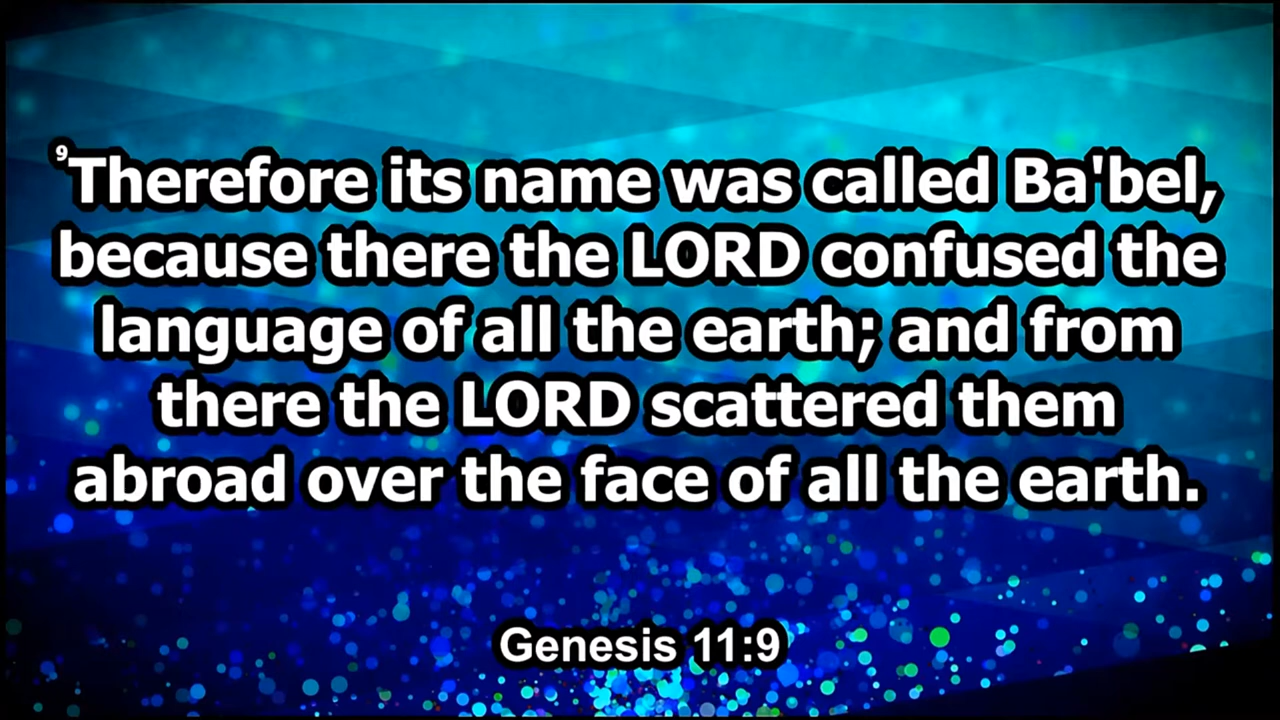 9Therefore its name was called Ba'bel,
because there the LORD confused the
language of all the earth; and from
there the LORD scattered them
abroad over the face of all the earth.
Genesis 11:9